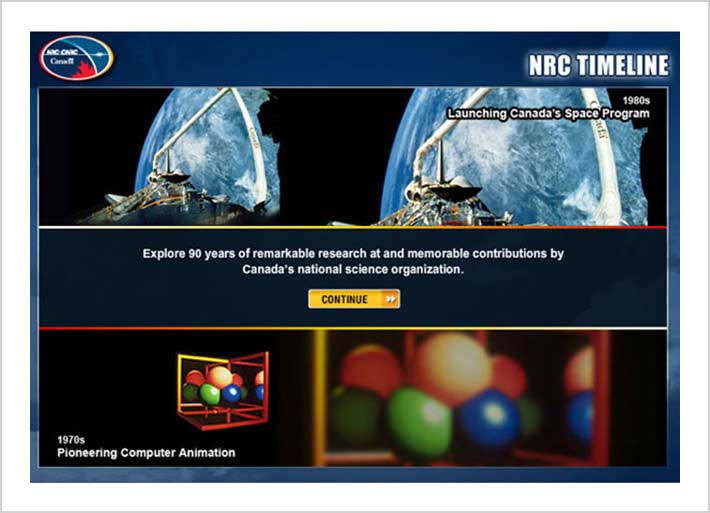 NRC·CNRC
Canada
NRC TIMELINE
1980s
Launching Canada's Space Program
Canada
Explore 90 years of remarkable research at and memorable contributions by
Canada's national science organization.
CONTINUE
1970s
Pioneering Computer Animation